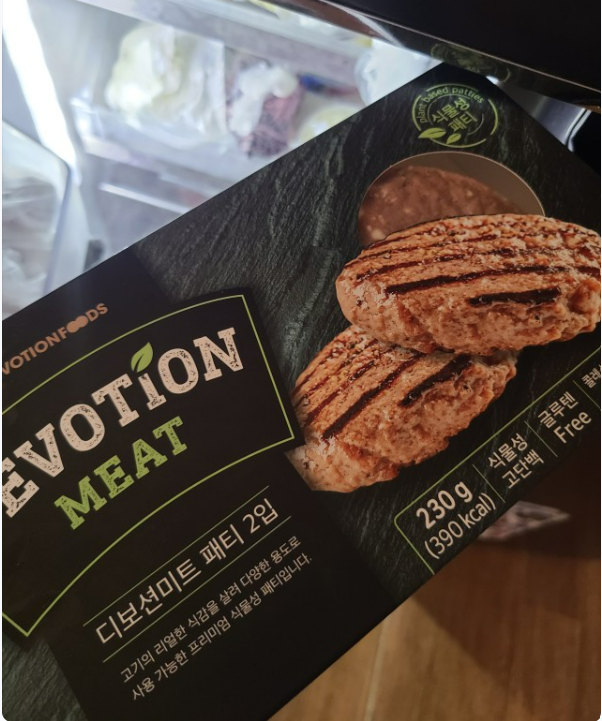 plant based patties
식물성
패티
VOTIONFOODS
EVOTION
MEAT
디보션미트 패티 2입
고기의 리얼한 식감을 살려 다양한 용도로
사용 가능한 프리미엄 식물성 패티입니다.
230 g
(390 kcal)
식물성
고단백
글루텐
Free